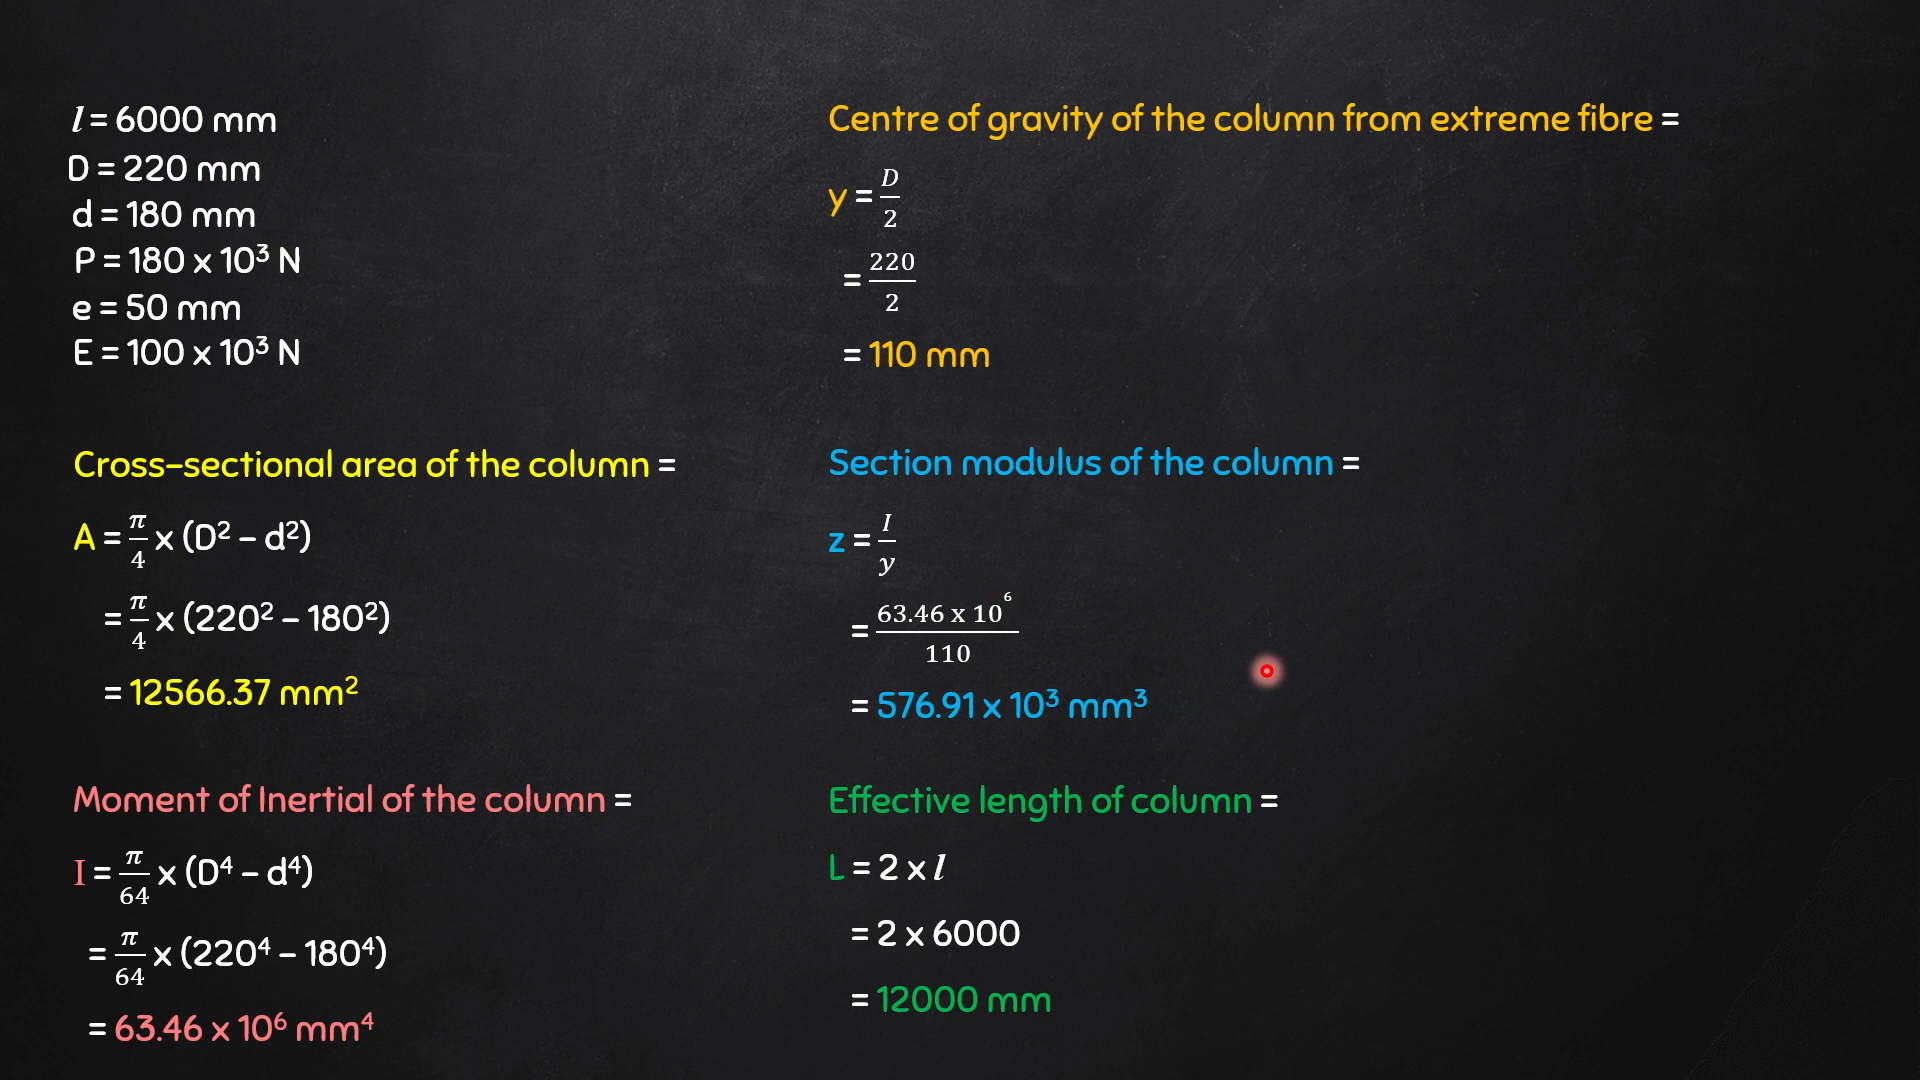 l = 6000 mm
D = 220 mm
d = 180 mm
P = 180 x 10³ N
e = 50 mm
E = 100 x 10³ N
Cross-sectional area of the column =
A = π/4 x (D² – d²)
= π/4 x (220² – 180²)
= 12566.37 mm²
Moment of Inertial of the column =
I = π/64 x (D⁴ – d⁴)
= π/64 x (220⁴ – 180⁴)
= 63.46 x 10⁶ mm⁴
Centre of gravity of the column from extreme fibre =
y = D/2
= 220/2
= 110 mm
Section modulus of the column =
z = I/y
= 63.46 x 10⁶/110
= 576.91 x 10³ mm³
Effective length of column =
L = 2 x l
= 2 x 6000
= 12000 mm